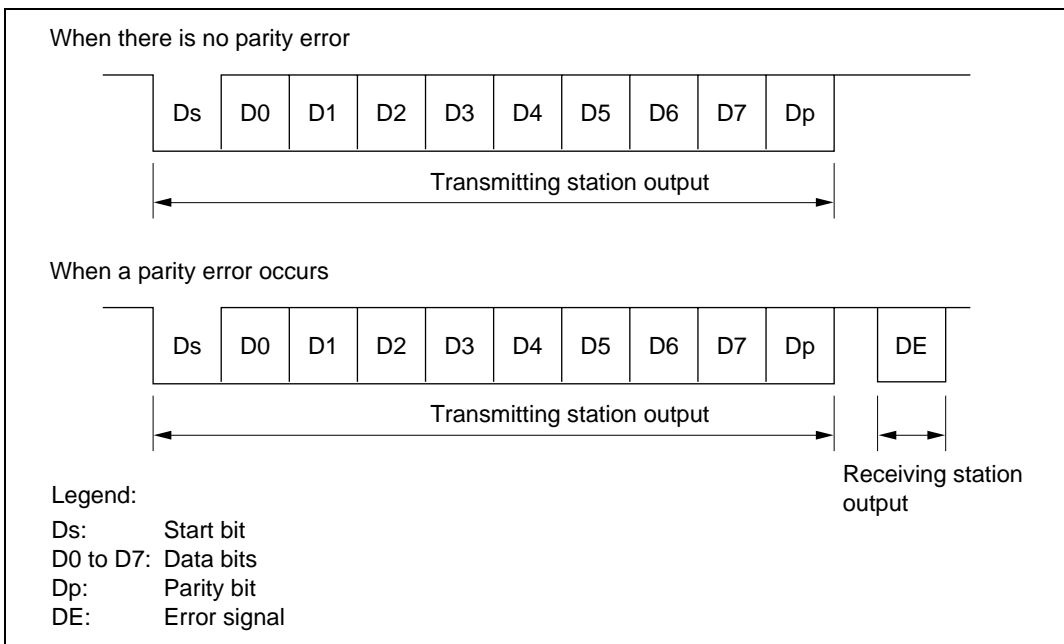 When there is no parity error
Ds D0 D1 D2 D3 D4 D5 D6 D7 Dp
Transmitting station output
When a parity error occurs
Ds D0 D1 D2 D3 D4 D5 D6 D7 Dp DE
Transmitting station output
Receiving station
output
Legend:
Ds: Start bit
D0 to D7: Data bits
Dp: Parity bit
DE: Error signal